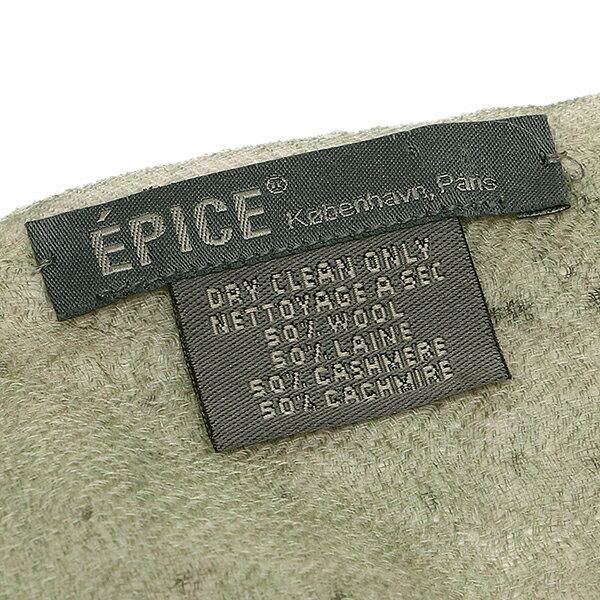 ÉPICE® København, Paris
DRY CLEAN ONLY
NETTOYAGE A SEC
50% WOOL
50% LAINE
50% CASHMERE
50% CACHMIRE